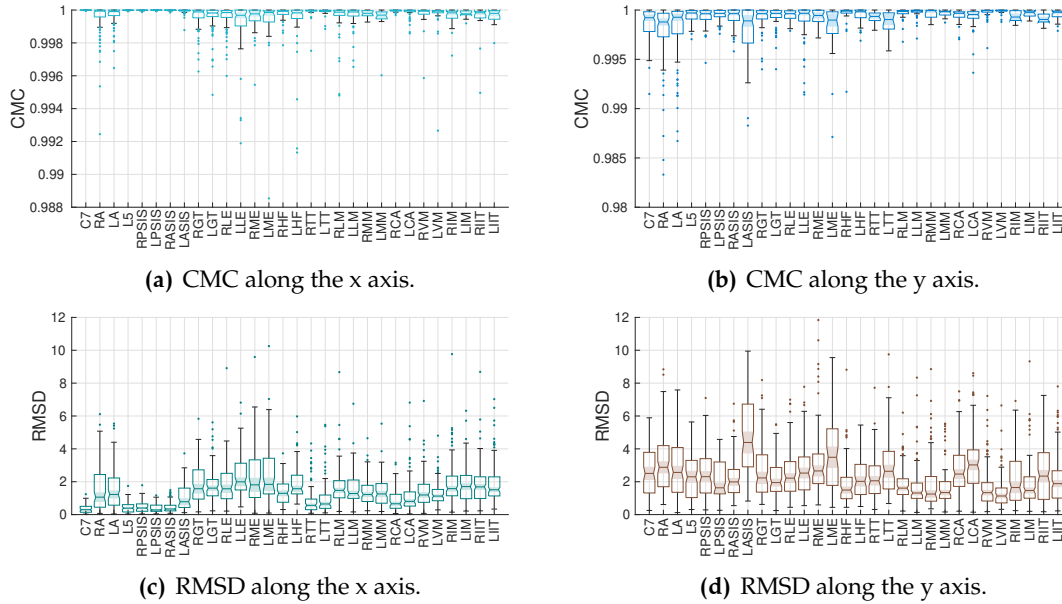 CMC
1
0.998
0.996
0.994
0.992
0.99
0.988
C7 RA LA L5 RPSIS LPSIS RASIS LASIS RGT LGT RLE LLE RME LME RHF LHF RTT LTT RLM LLM RMM LMM RCA LCA RVM LVM RIM LIM RIIT LIIT
(a) CMC along the x axis.
CMC
1
0.995
0.99
0.985
0.98
C7 RA LA L5 RPSIS LPSIS RASIS LASIS RGT LGT RLE LLE RME LME RHF LHF RTT LTT RLM LLM RMM LMM RCA LCA RVM LVM RIM LIM RIIT LIIT
(b) CMC along the y axis.
RMSD
12
10
8
6
4
2
0
C7 RA LA L5 RPSIS LPSIS RASIS LASIS RGT LGT RLE LLE RME LME RHF LHF RTT LTT RLM LLM RMM LMM RCA LCA RVM LVM RIM LIM RIIT LIIT
(c) RMSD along the x axis.
RMSD
12
10
8
6
4
2
0
C7 RA LA L5 RPSIS LPSIS RASIS LASIS RGT LGT RLE LLE RME LME RHF LHF RTT LTT RLM LLM RMM LMM RCA LCA RVM LVM RIM LIM RIIT LIIT
(d) RMSD along the y axis.